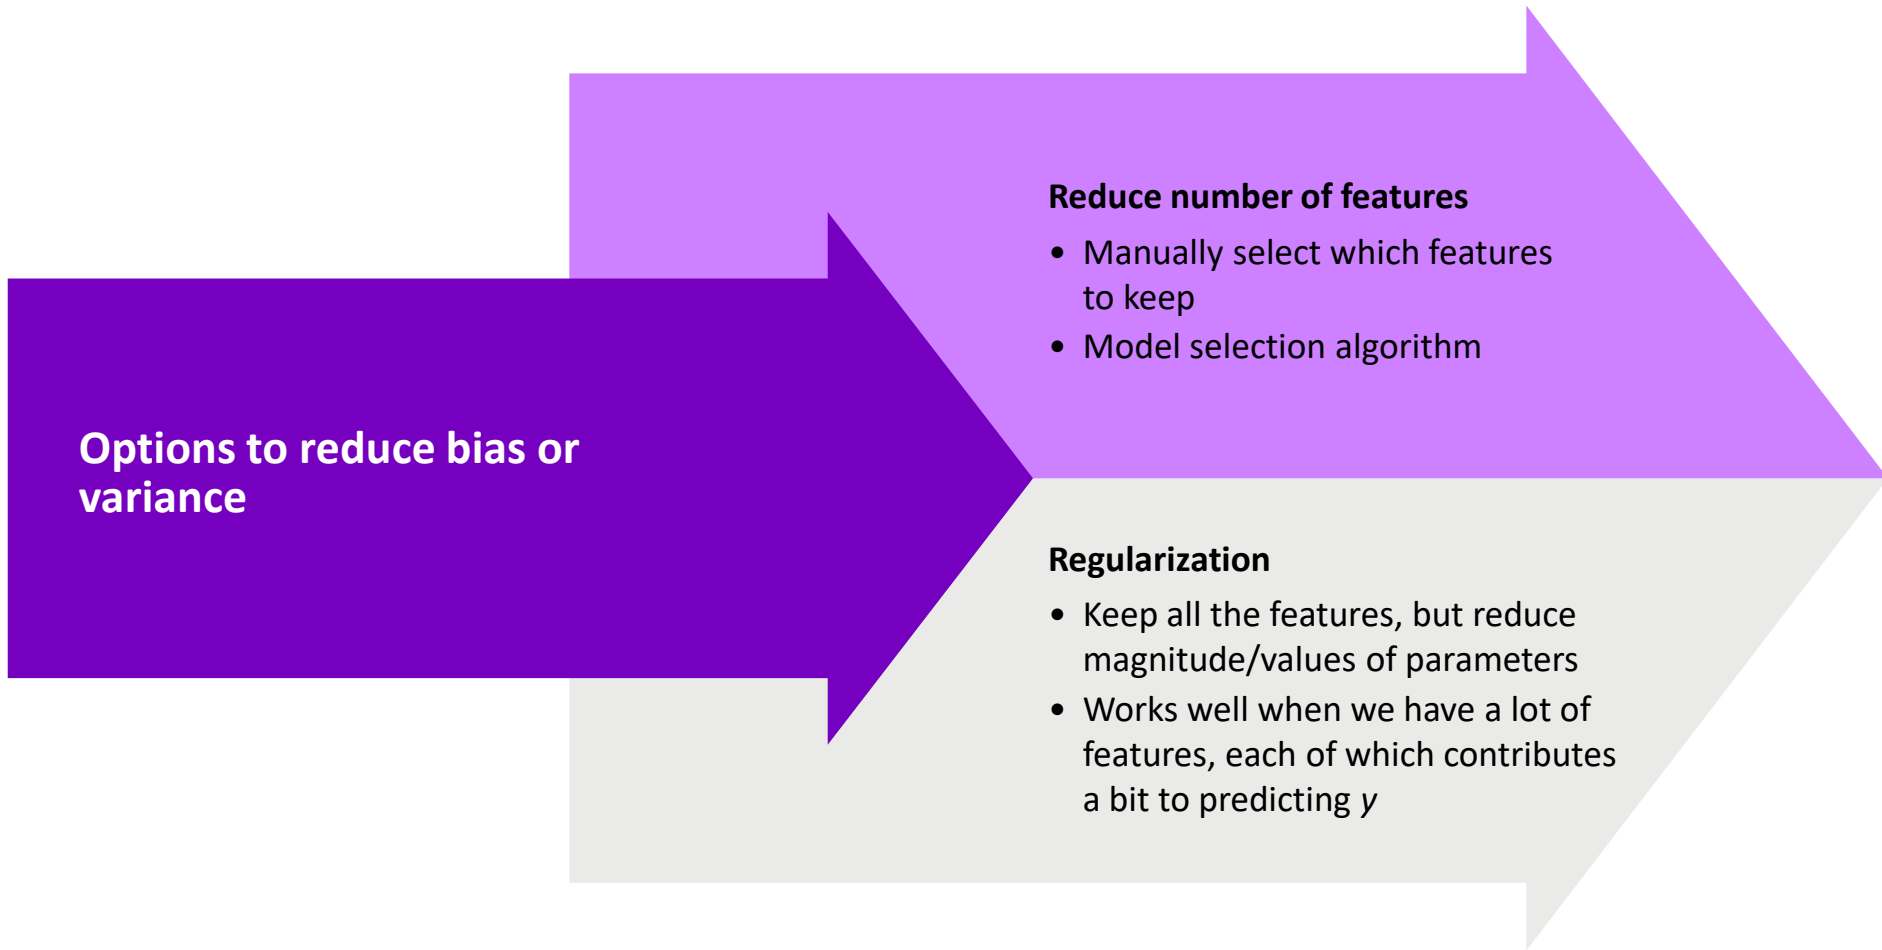 Options to reduce bias or
variance
Reduce number of features
• Manually select which features
to keep
• Model selection algorithm
Regularization
• Keep all the features, but reduce
magnitude/values of parameters
• Works well when we have a lot of
features, each of which contributes
a bit to predicting y